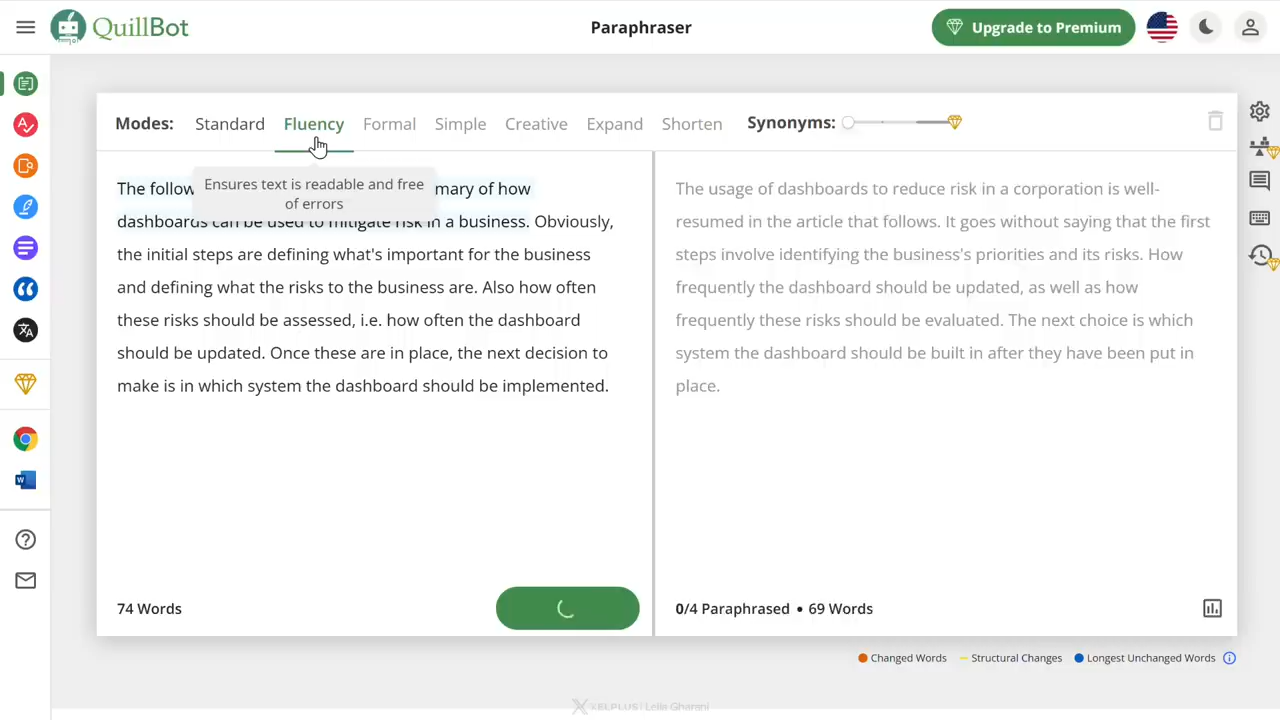 QuillBot
Paraphraser
Upgrade to Premium
Modes: Standard Fluency Formal Simple Creative Expand Shorten Synonyms:
Ensures text is readable and free
of errors
The follow mary of how
dashboards can be used to mitigate risk in a business. Obviously,
the initial steps are defining what's important for the business
and defining what the risks to the business are. Also how often
these risks should be assessed, i.e. how often the dashboard
should be updated. Once these are in place, the next decision to
make is in which system the dashboard should be implemented.
74 Words
The usage of dashboards to reduce risk in a corporation is well-
resumed in the article that follows. It goes without saying that the first
steps involve identifying the business's priorities and its risks. How
frequently the dashboard should be updated, as well as how
frequently these risks should be evaluated. The next choice is which
system the dashboard should be built in after they have been put in
place.
0/4 Paraphrased • 69 Words
Changed Words Structural Changes Longest Unchanged Words
XELPLUS | Leila Gharani